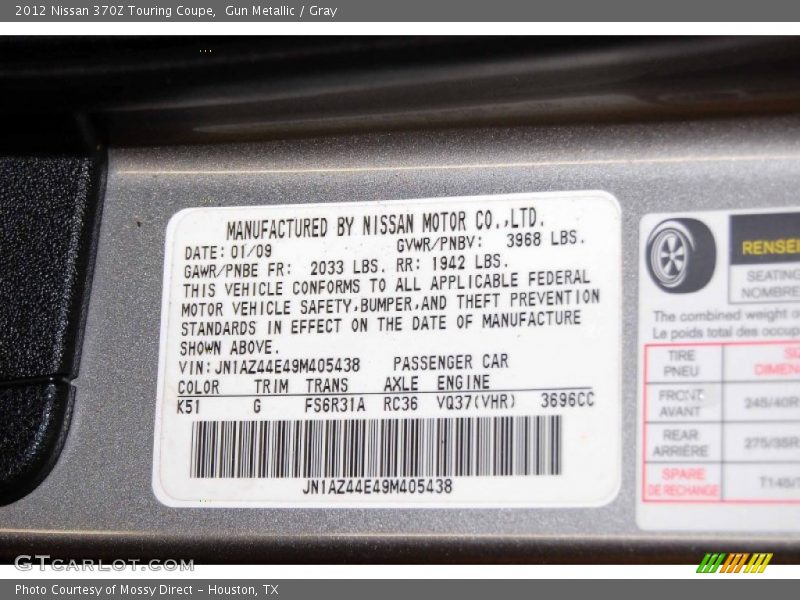 2012 Nissan 370Z Touring Coupe,  Gun Metallic / Gray
MANUFACTURED BY NISSAN MOTOR CO.,LTD.
DATE: 01/09 GVWR/PNBV: 3968 LBS.
GAWR/PNBE FR: 2033 LBS. RR: 1942 LBS.
THIS VEHICLE CONFORMS TO ALL APPLICABLE FEDERAL
MOTOR VEHICLE SAFETY,BUMPER,AND THEFT PREVENTION
STANDARDS IN EFFECT ON THE DATE OF MANUFACTURE
SHOWN ABOVE.
VIN: JN1AZ44E49M405438 PASSENGER CAR
COLOR TRIM TRANS AXLE ENGINE
K51 G FS6R31A RC36 VQ37(VHR) 3696CC
JN1AZ44E49M405438
RENSEI
SEATING
NOMBRE
The combined weight o
Le poids total des occup
TIRE
PNEU
SIZ
DIMEN
FRONT
AVANT
245/40R
REAR
ARRIÈRE
275/35R
SPARE
DE RECHANGE
T145/
GTCARLOT.COM
Photo Courtesy of Mossy Direct – Houston, TX